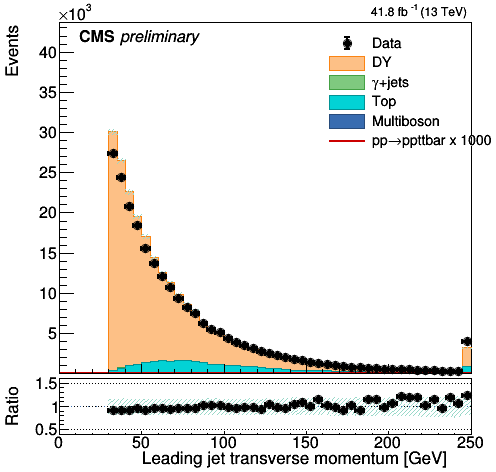 ×10³
41.8 fb⁻¹ (13 TeV)
CMS preliminary
Events
40
35
30
25
20
15
10
5
Data
DY
γ+jets
Top
Multiboson
pp→ppttbar x 1000
Ratio
1.5
1
0.5
0 50 100 150 200 250
Leading jet transverse momentum [GeV]